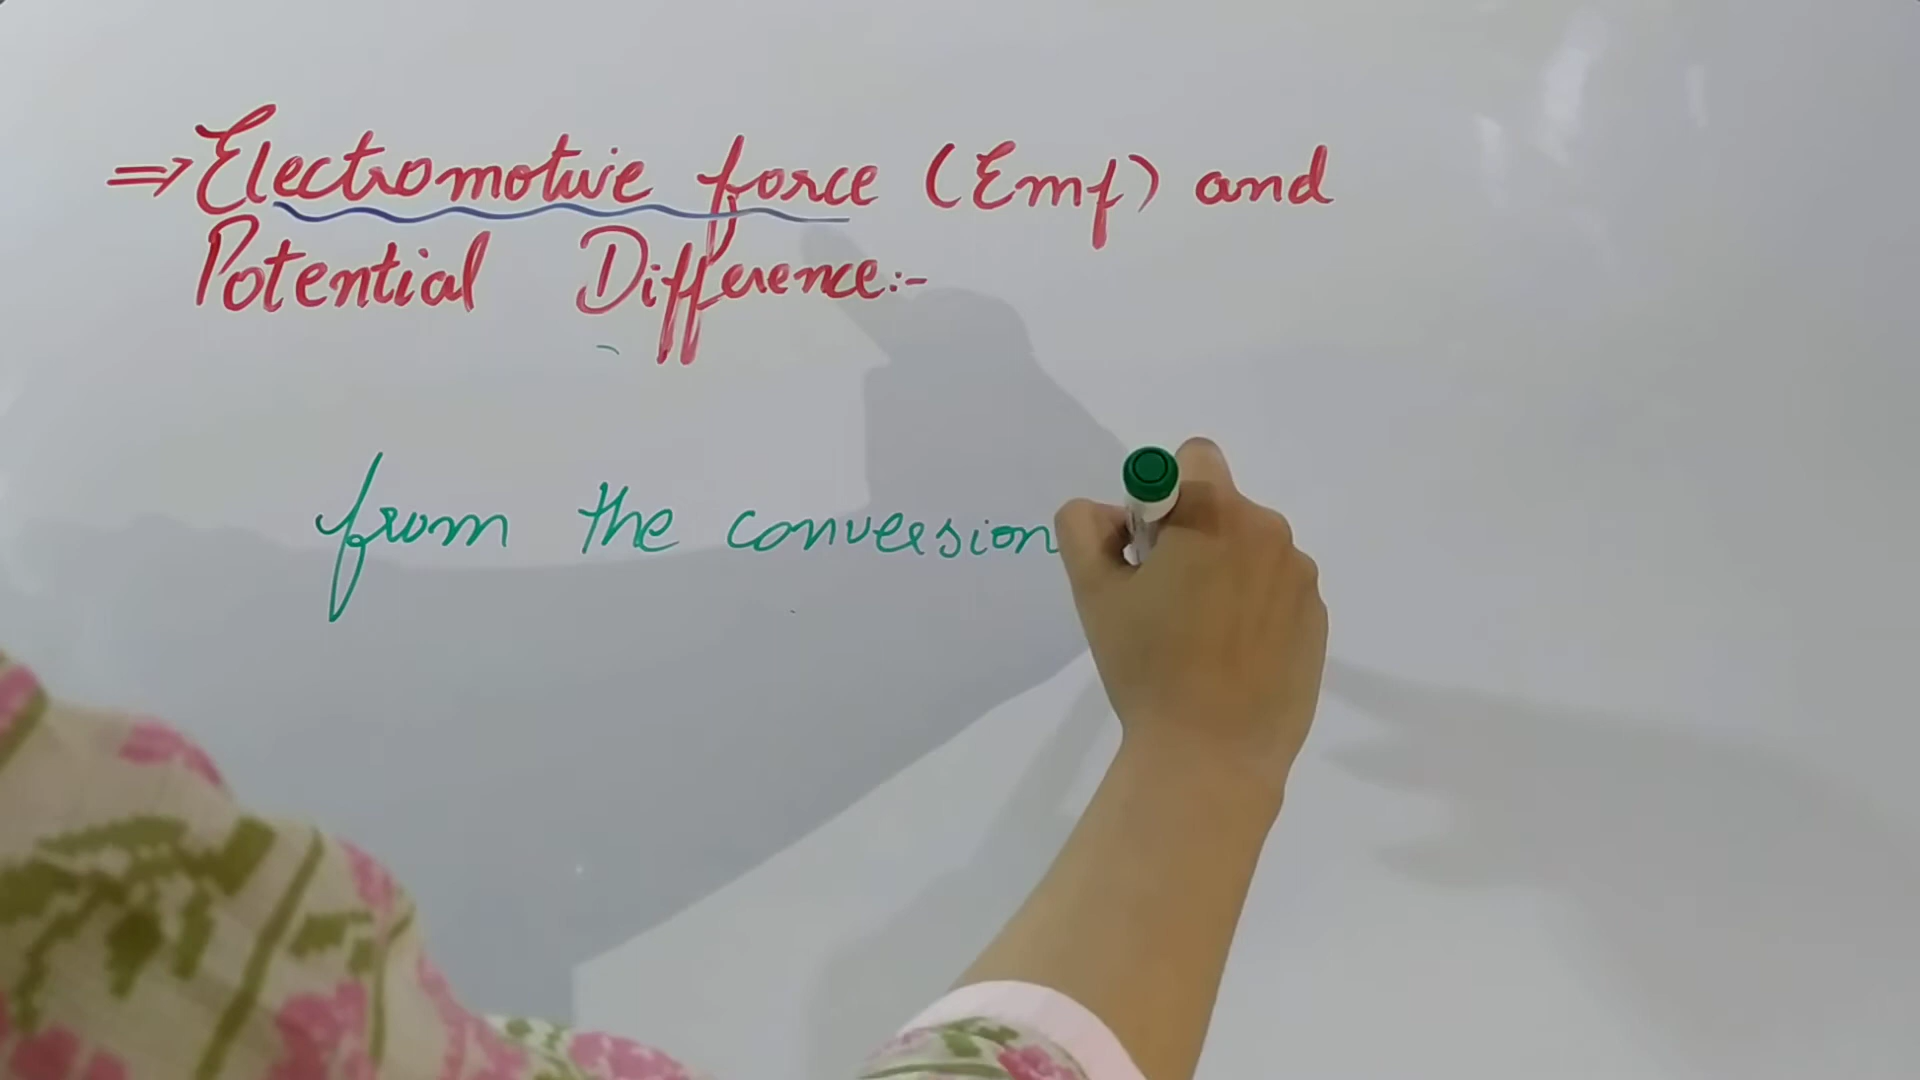 ⇒ Electromotive force (Emf) and
Potential Difference:-
from the conversion